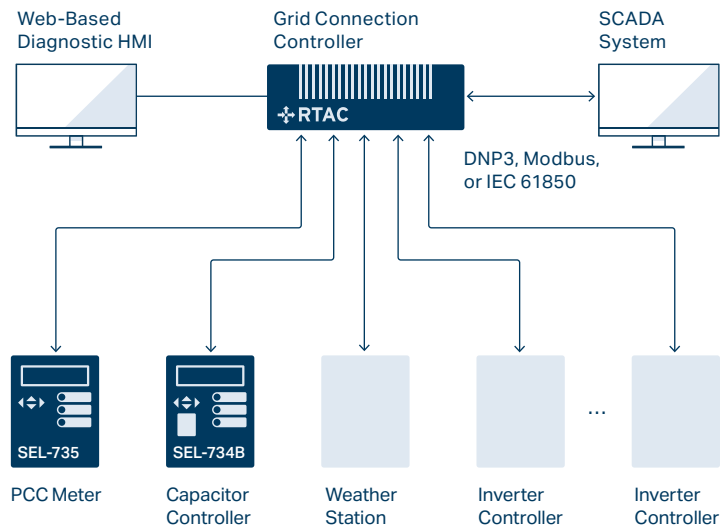 Web-Based
Diagnostic HMI
Grid Connection
Controller
SCADA
System
RTAC
DNP3, Modbus,
or IEC 61850
SEL-735
SEL-734B
...
PCC Meter
Capacitor
Controller
Weather
Station
Inverter
Controller
Inverter
Controller